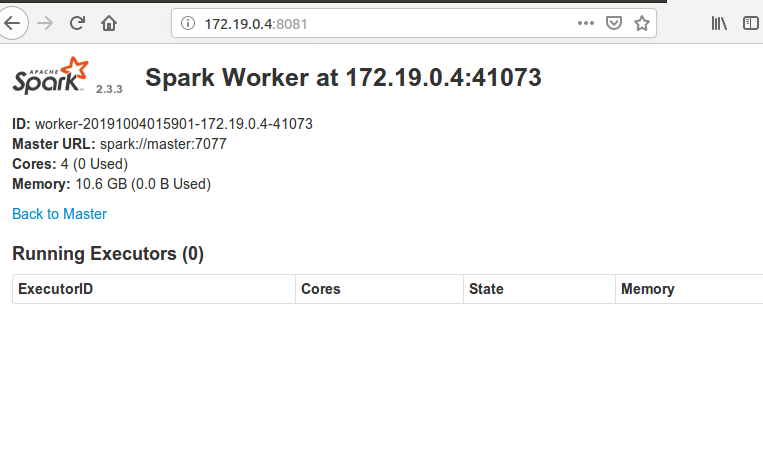 172.19.0.4:8081
APACHE
Spark 2.3.3 Spark Worker at 172.19.0.4:41073
ID: worker-20191004015901-172.19.0.4-41073
Master URL: spark://master:7077
Cores: 4 (0 Used)
Memory: 10.6 GB (0.0 B Used)
Back to Master
Running Executors (0)
ExecutorID Cores State Memory